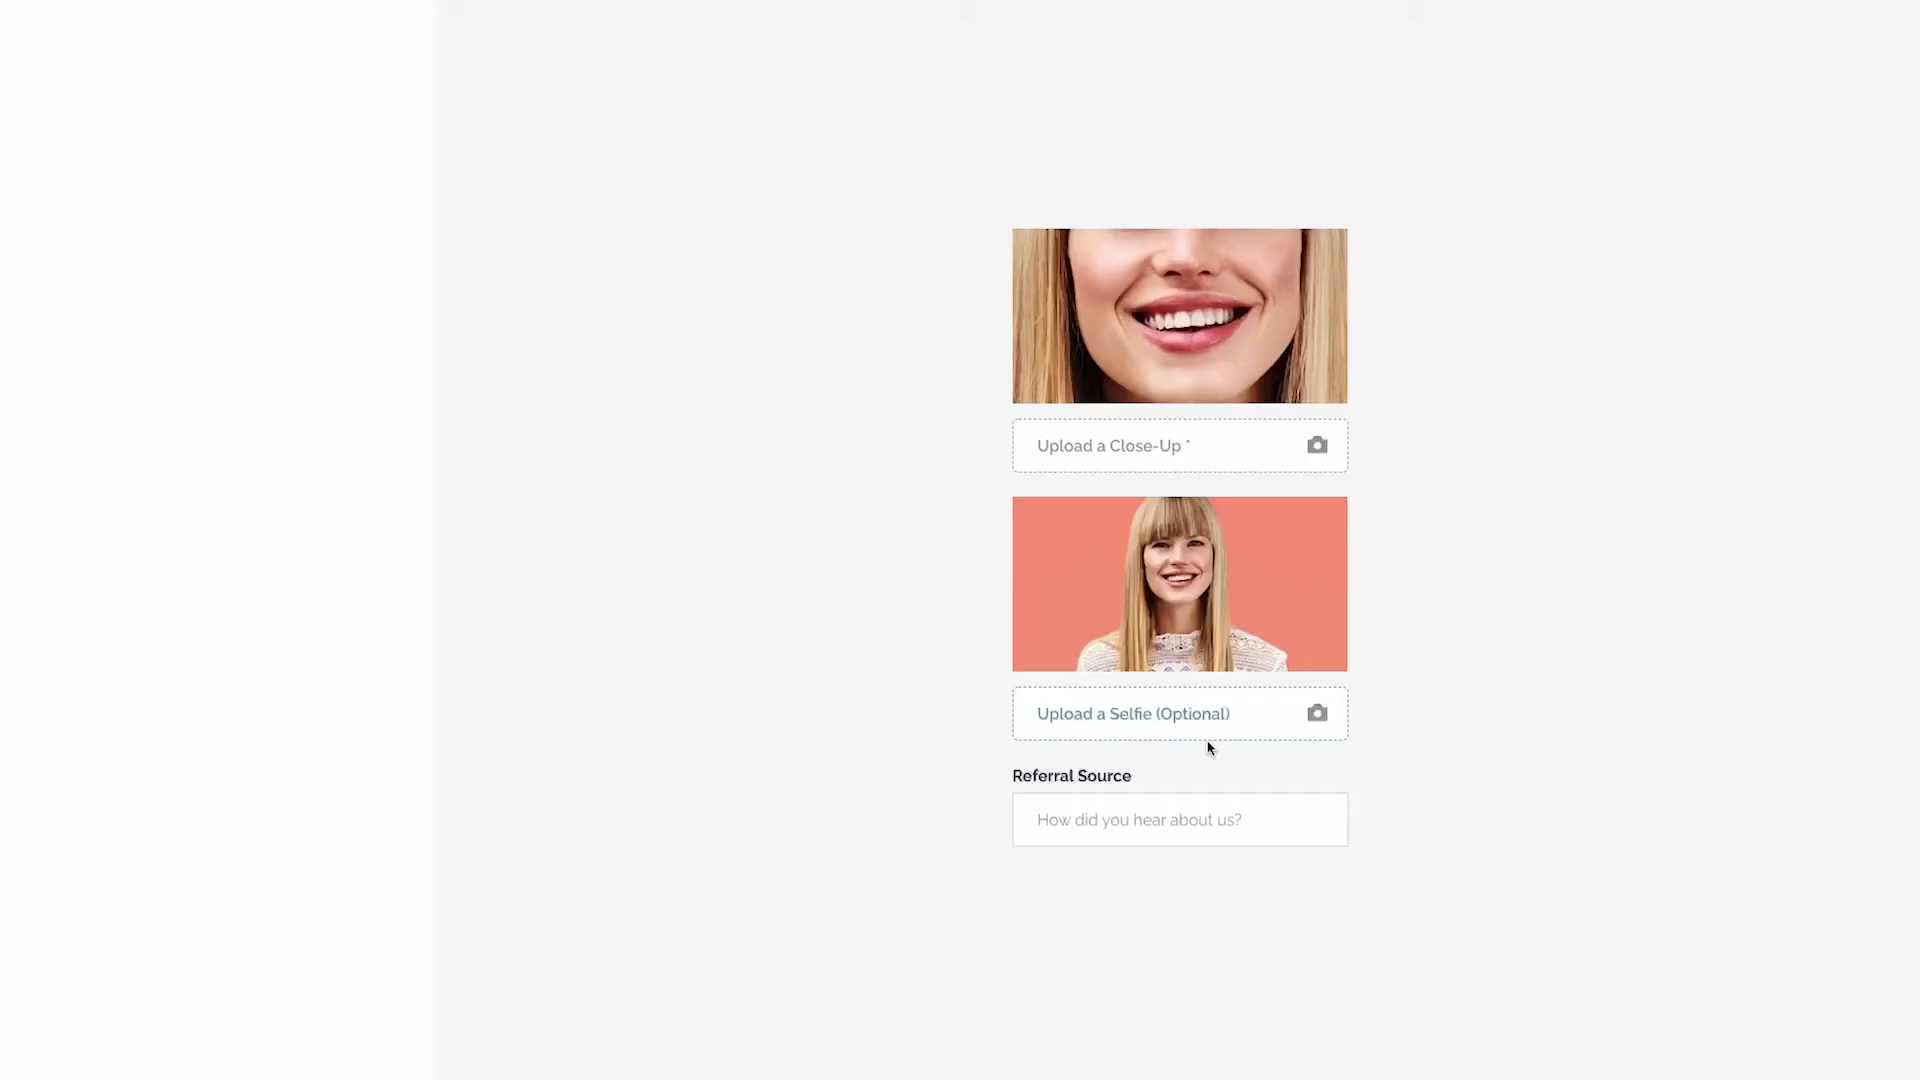 Upload a Close-Up *
Upload a Selfie (Optional)
Referral Source
How did you hear about us?